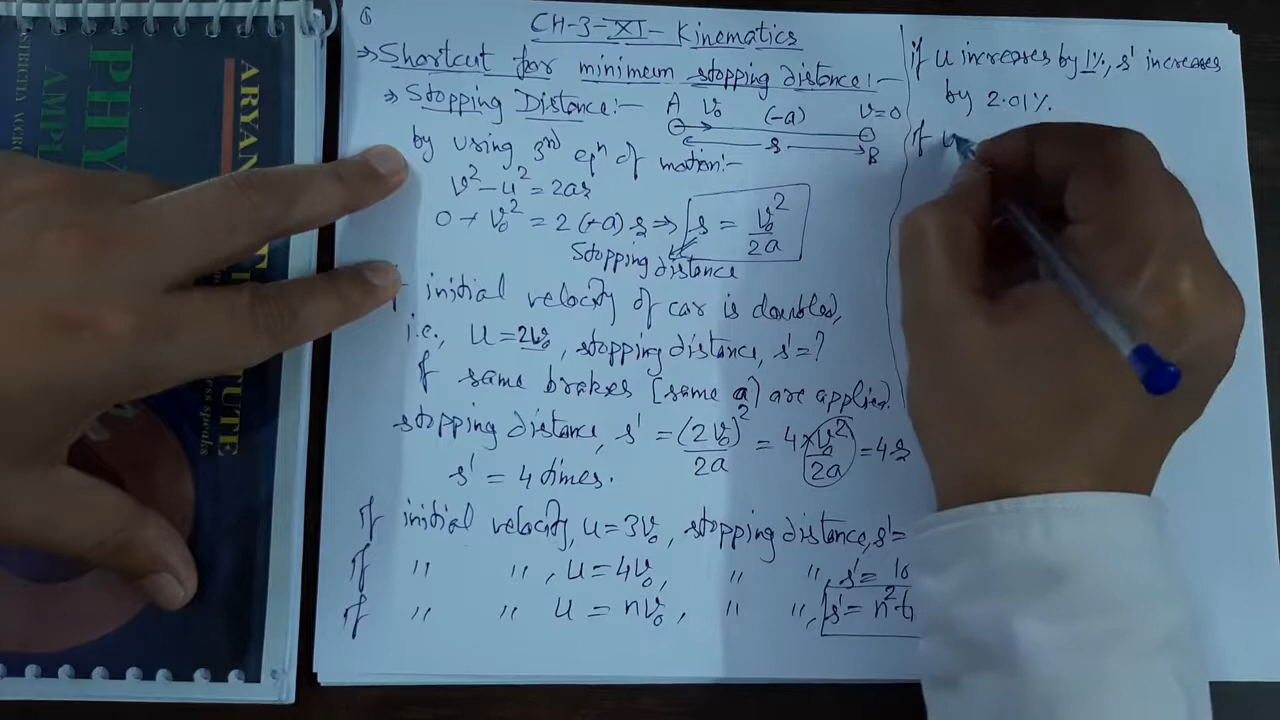 CH-3-XI- Kinematics
⇒ Shortcut for minimum stopping distance:-
⇒ Stopping Distance:- A v₀ (-a) v=0
s B
by using 3rd eqn of motion:-
v²-u²=2as
0-v₀² = 2(-a)s ⇒ s = v₀²/2a
Stopping distance
initial velocity of car is doubled,
i.e., u=2v₀, stopping distance, s'=?
If same brakes [same a] are applied.
stopping distance, s' = (2v₀)²/2a = 4×v₀²/2a = 4s
s' = 4 times.
If initial velocity, u=3v₀, stopping distance, s'=
If " ", u=4v₀, " ", s'= 16
If " " u = nv₀, " ", s'= n²
if u increases by 1%, s' increases
by 2.01%.
If u
ARYAN
PHY